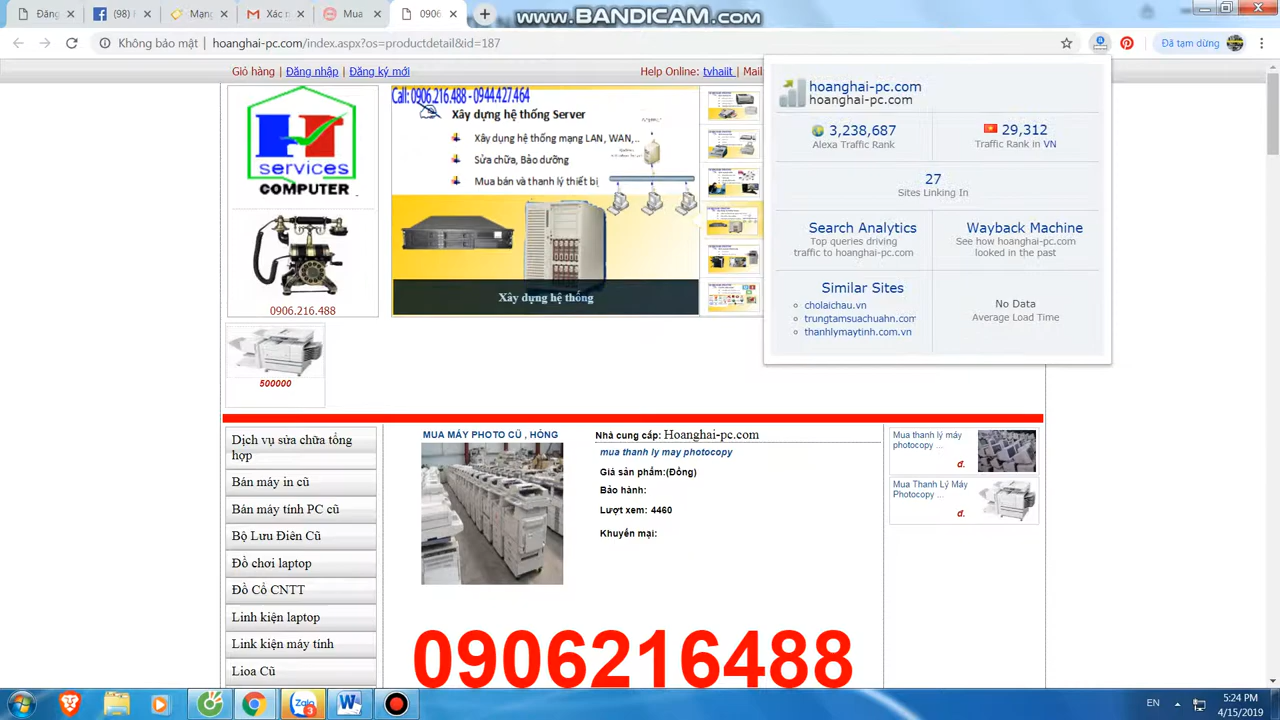 Đăng
(98)
Mạng
Xác
Mua
0906
www.BANDICAM.com
Không bảo mật | hoanghai-pc.com/index.aspx?os=productdetail&id=187
Đã tạm dừng
Giỏ hàng | Đăng nhập | Đăng ký mới
Help Online: tvhaiit | Mail
services
COMPUTER
0906.216.488
Call: 0906.216.488 - 0944.427.464
Xây dựng hệ thống Server
Xây dựng hệ thống mạng LAN, WAN,..
Sửa chữa, Bảo dưỡng
Mua bán và thanh lý thiết bị
Xây dựng hệ thống
hoanghai-pc.com
hoanghai-pc.com
3,238,687
Alexa Traffic Rank
29,312
Traffic Rank in VN
27
Sites Linking In
Search Analytics
Top queries driving
traffic to hoanghai-pc.com
Wayback Machine
See how hoanghai-pc.com
looked in the past
Similar Sites
cholaichau.vn
trungtamsuachuahn.com
thanhlymaytinh.com.vn
No Data
Average Load Time
500000
Dịch vụ sửa chữa tổng
hợp
Bán máy in cũ
Bán máy tính PC cũ
Bộ Lưu Điên Cũ
Đồ chơi laptop
Đồ Cổ CNTT
Linh kiện laptop
Link kiện máy tính
Lioa Cũ
MUA MÁY PHOTO CŨ , HỎNG
Nhà cung cấp: Hoanghai-pc.com
mua thanh ly may photocopy
Giá sản phẩm:(Đồng)
Bảo hành:
Lượt xem: 4460
Khuyến mại:
0906216488
Mua thanh lý máy
photocopy ...
đ.
Mua Thanh Lý Máy
Photocopy ...
đ.
Zalo
3
EN
5:24 PM
4/15/2019